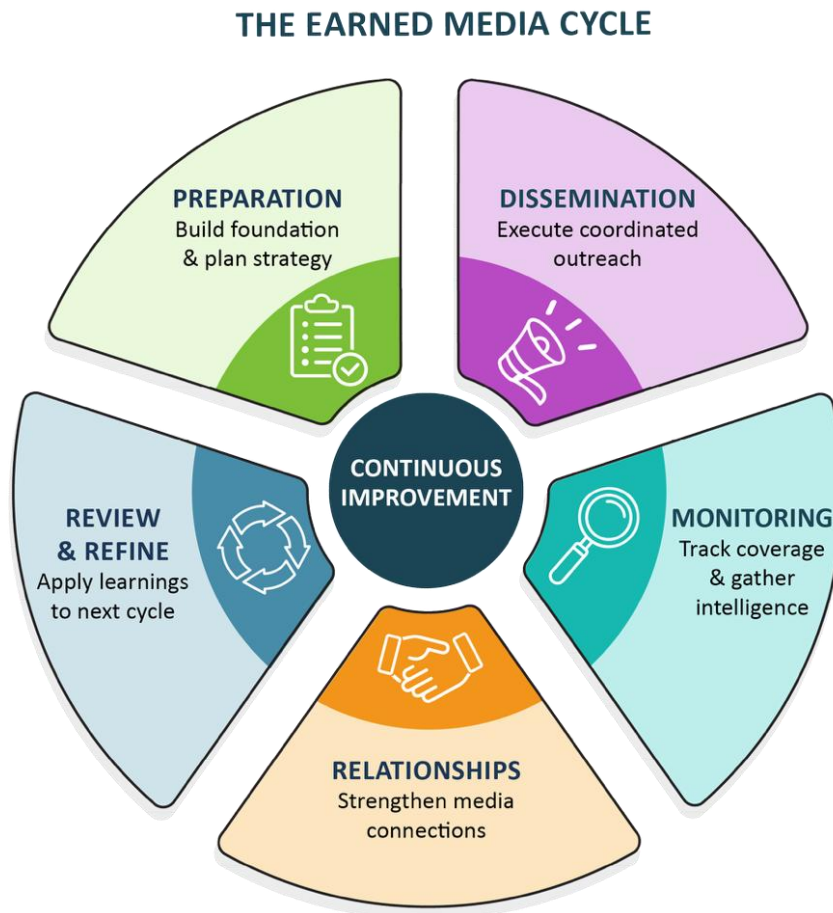 THE EARNED MEDIA CYCLE
PREPARATION
Build foundation
& plan strategy
DISSEMINATION
Execute coordinated
outreach
MONITORING
Track coverage
& gather
intelligence
RELATIONSHIPS
Strengthen media
connections
REVIEW
& REFINE
Apply learnings
to next cycle
CONTINUOUS
IMPROVEMENT